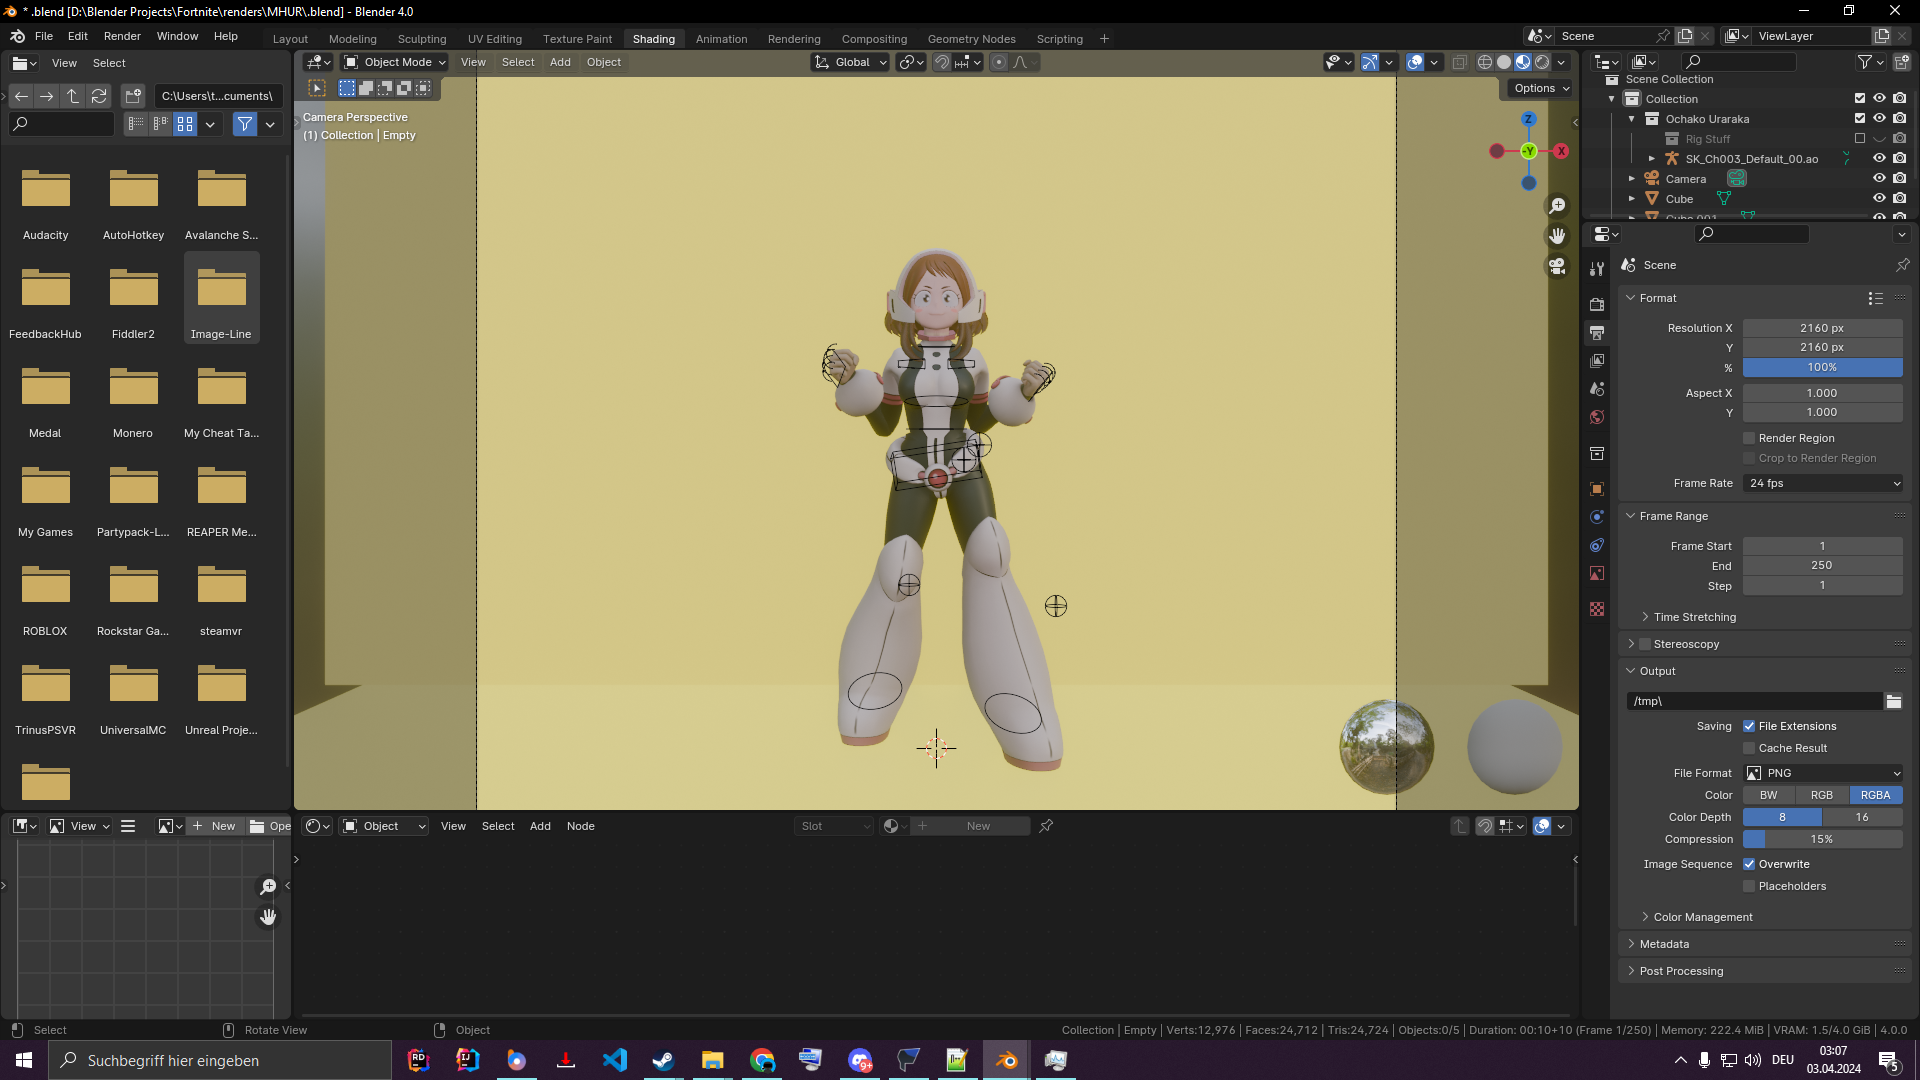 * .blend [D:\Blender Projects\Fortnite\renders\MHUR\.blend] - Blender 4.0
File Edit Render Window Help
Layout Modeling Sculpting UV Editing Texture Paint Shading Animation Rendering Compositing Geometry Nodes Scripting +
Scene
ViewLayer
View Select
C:\Users\t...cuments\
Audacity
AutoHotkey
Avalanche S...
FeedbackHub
Fiddler2
Image-Line
Medal
Monero
My Cheat Ta...
My Games
Partypack-L...
REAPER Me...
ROBLOX
Rockstar Ga...
steamvr
TrinusPSVR
UniversalMC
Unreal Proje...
Object Mode View Select Add Object
Global
Options
Camera Perspective
(1) Collection | Empty
Z
-Y
X
Scene Collection
Collection
Ochako Uraraka
Rig Stuff
SK_Ch003_Default_00.ao
Camera
Cube
Cube.001
Scene
Format
Resolution X 2160 px
Y 2160 px
% 100%
Aspect X 1.000
Y 1.000
Render Region
Crop to Render Region
Frame Rate 24 fps
Frame Range
Frame Start 1
End 250
Step 1
Time Stretching
Stereoscopy
Output
/tmp\
Saving File Extensions
Cache Result
File Format PNG
Color BW RGB RGBA
Color Depth 8 16
Compression 15%
Image Sequence Overwrite
Placeholders
Color Management
Metadata
Post Processing
View
+ New
Ope
Object View Select Add Node
Slot
+ New
Select
Rotate View
Object
Collection | Empty | Verts:12,976 | Faces:24,712 | Tris:24,724 | Objects:0/5 | Duration: 00:10+10 (Frame 1/250) | Memory: 222.4 MiB | VRAM: 1.5/4.0 GiB | 4.0.0
Suchbegriff hier eingeben
RD
IJ
9+
DEU
03:07
03.04.2024
5